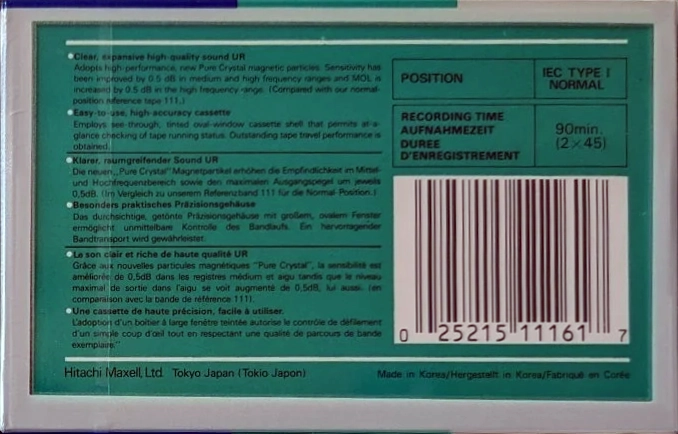 Clear, expansive high-quality sound UR
Adopts high-performance, new Pure Crystal magnetic particles. Sensitivity has
been improved by 0.5 dB in medium and high frequency ranges and MOL is
increased by 0.5 dB in the high frequency range. (Compared with our normal-
position reference tape 111.)
Easy-to-use, high-accuracy cassette
Employs see-through, tinted oval-window cassette shell that permits at-a-
glance checking of tape running status. Outstanding tape travel performance is
obtained.
Klarer, raumgreifender Sound UR
Die neuen „Pure Crystal" Magnetpartikel erhöhen die Empfindlichkeit im Mittel-
und Hochfrequenzbereich sowie den maximalen Ausgangspegel um jeweils
0,5dB. (Im Vergleich zu unserem Referenzband 111 für die Normal-Position.)
Besonders praktisches Präzisionsgehäuse
Das durchsichtige, getönte Präzisionsgehäuse mit großem, ovalem Fenster
ermöglicht unmittelbare Kontrolle des Bandlaufs. Ein hervorragender
Bandtransport wird gewährleistet.
Le son clair et riche de haute qualité UR
Grâce aux nouvelles particules magnétiques "Pure Crystal", la sensibilité est
améliorée de 0,5dB dans les registres médium et aigu tandis que le niveau
maximal de sortie dans l'aigu se voit augmenté de 0,5dB, lui aussi. (en
comparaison avec la bande de référence 111).
Une cassette de haute précision, facile à utiliser.
L'adoption d'un boîtier à large fenêtre teintée autorise le contrôle de défilement
d'un simple coup d'œil tout en respectant une qualité de parcours de bande
exemplaire."
POSITION
IEC TYPE I
NORMAL
RECORDING TIME
AUFNAHMEZEIT
DUREE
D'ENREGISTREMENT
90min.
(2×45)
0 25215 11161 7
Hitachi Maxell, Ltd. Tokyo Japan (Tokio Japon)
Made in Korea/Hergestellt in Korea/Fabriqué en Corée